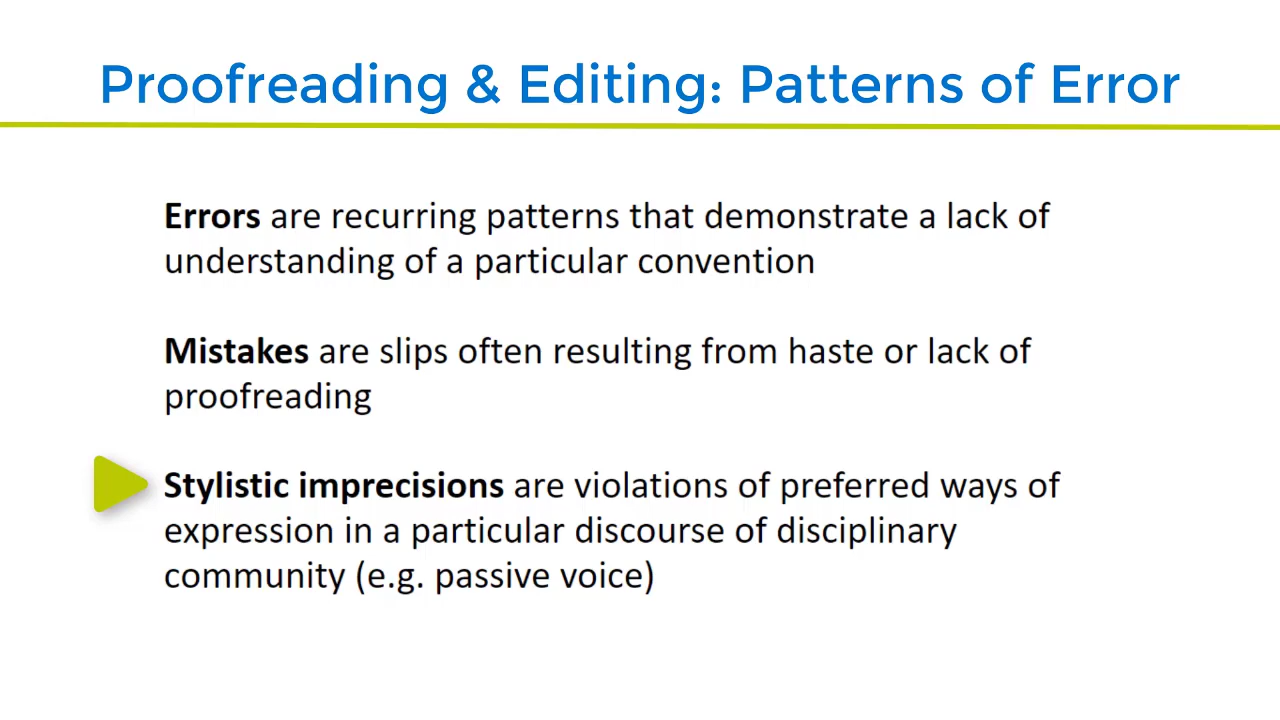 Proofreading & Editing: Patterns of Error
Errors are recurring patterns that demonstrate a lack of
understanding of a particular convention
Mistakes are slips often resulting from haste or lack of
proofreading
Stylistic imprecisions are violations of preferred ways of
expression in a particular discourse of disciplinary
community (e.g. passive voice)